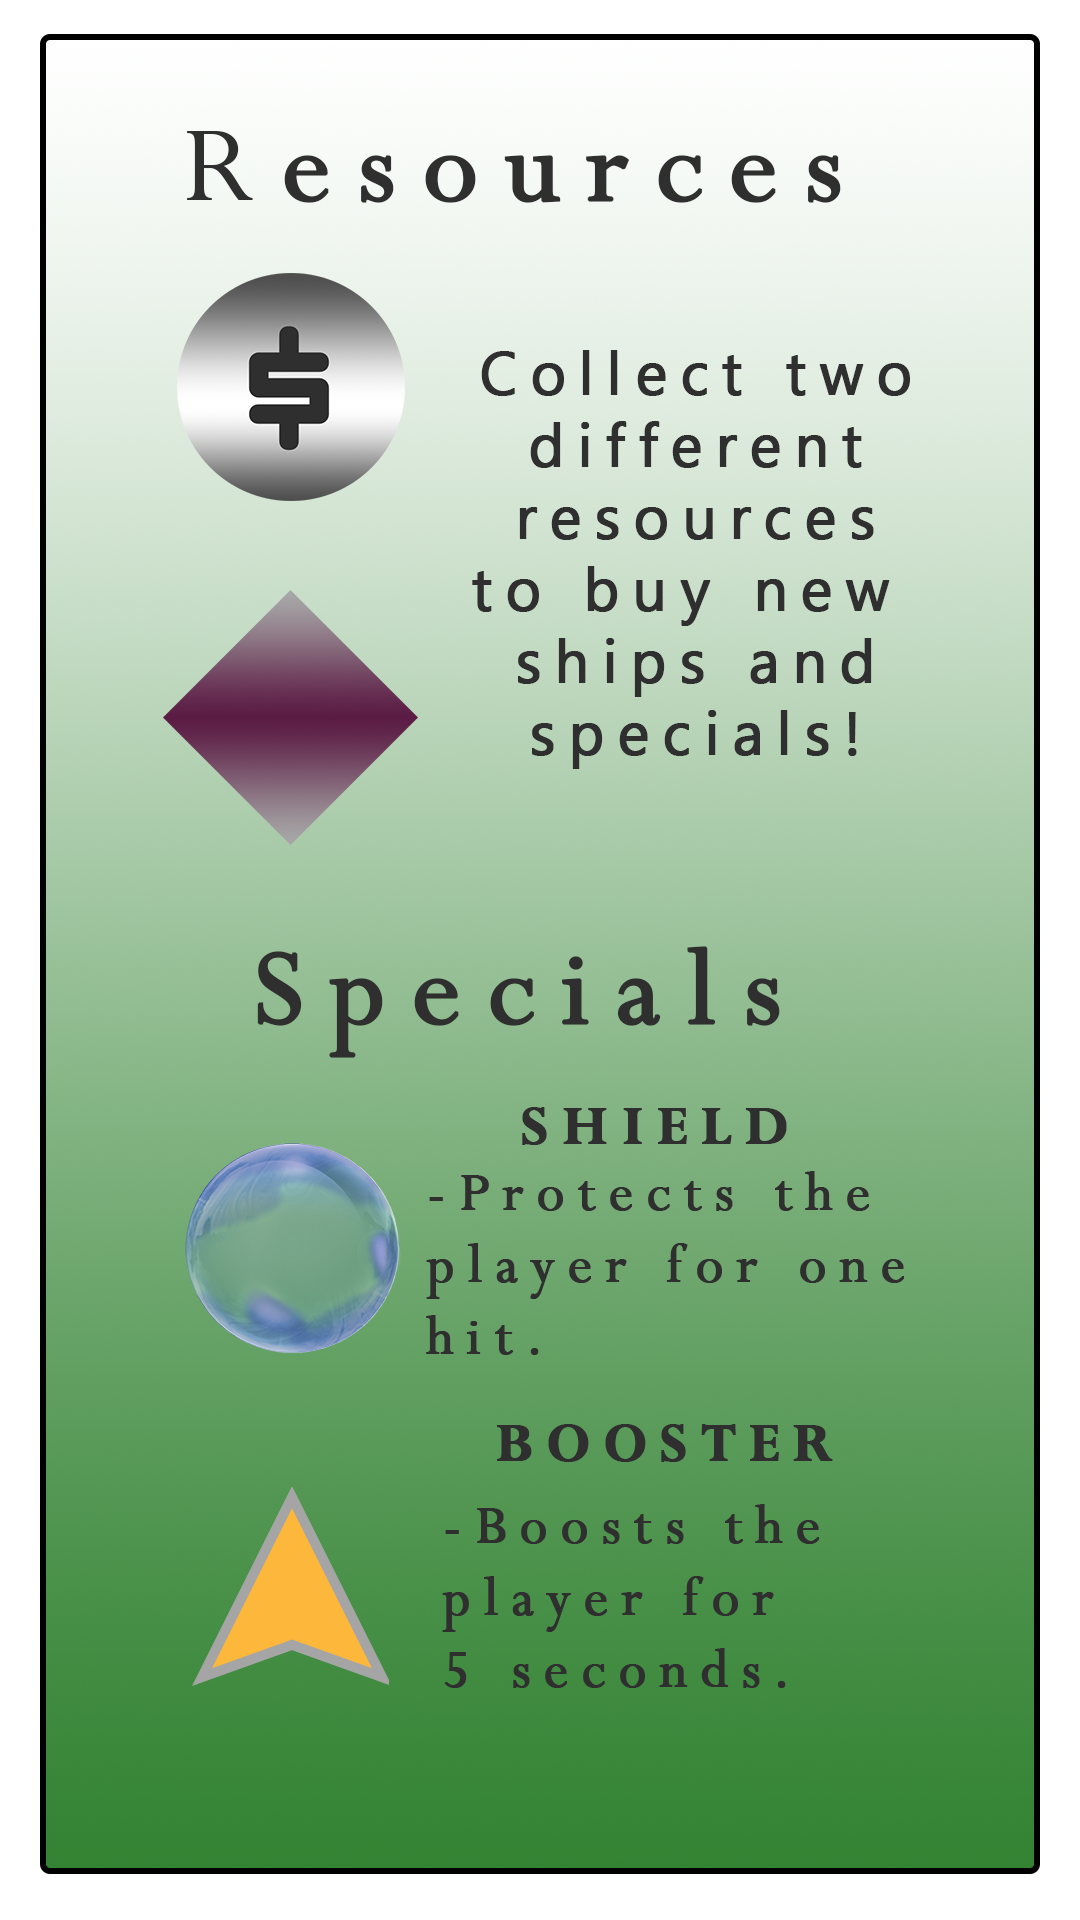 Resources
$
Collect two
different
resources
to buy new
ships and
specials!
Specials
SHIELD
-Protects the
player for one
hit.
BOOSTER
-Boosts the
player for
5 seconds.